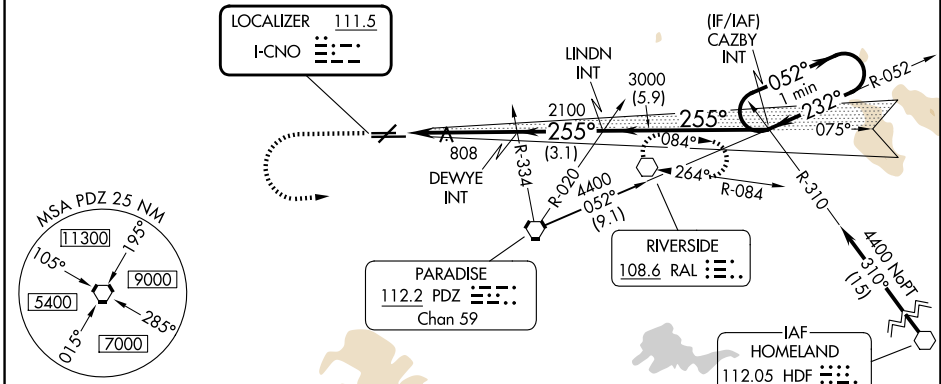 LOCALIZER 111.5
I-CNO
(IF/IAF)
CAZBY
INT
LINDN
INT
3000
(5.9)
052°
1 min
R-052
232°
2100
255°
255°
075°
808
(3.1)
084°
DEWYE
INT
R-334
R-020
264°
R-084
4400
052°
(9.1)
R-310
RIVERSIDE
108.6 RAL
4400 NoPT
310°
(15)
PARADISE
112.2 PDZ
Chan 59
IAF
HOMELAND
112.05 HDF
MSA PDZ 25 NM
11300
195°
105°
9000
5400
285°
015°
7000